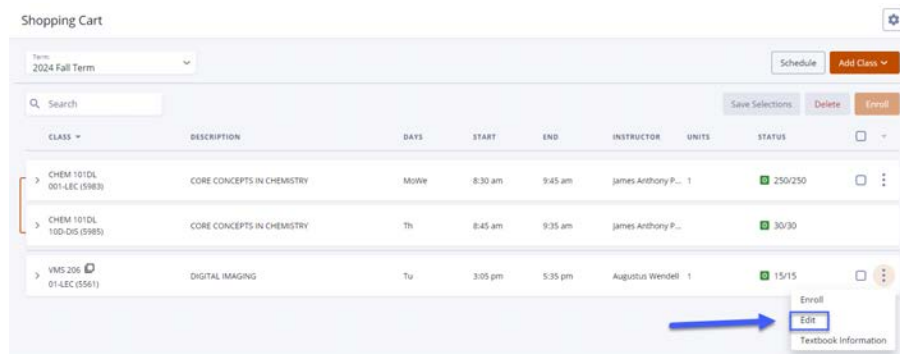 Shopping Cart
Term
2024 Fall Term
Schedule
Add Class
Search
Save Selections
Delete
Enroll
CLASS DESCRIPTION DAYS START END INSTRUCTOR UNITS STATUS
CHEM 101DL
001-LEC (5983)
CORE CONCEPTS IN CHEMISTRY MoWe 8:30 am 9:45 am James Anthony P... 1 250/250
CHEM 101DL
10D-DIS (5985)
CORE CONCEPTS IN CHEMISTRY Th 8:45 am 9:35 am James Anthony P... 30/30
VMS 206
01-LEC (5561)
DIGITAL IMAGING Tu 3:05 pm 5:35 pm Augustus Wendell 1 15/15
Enroll
Edit
Textbook Information